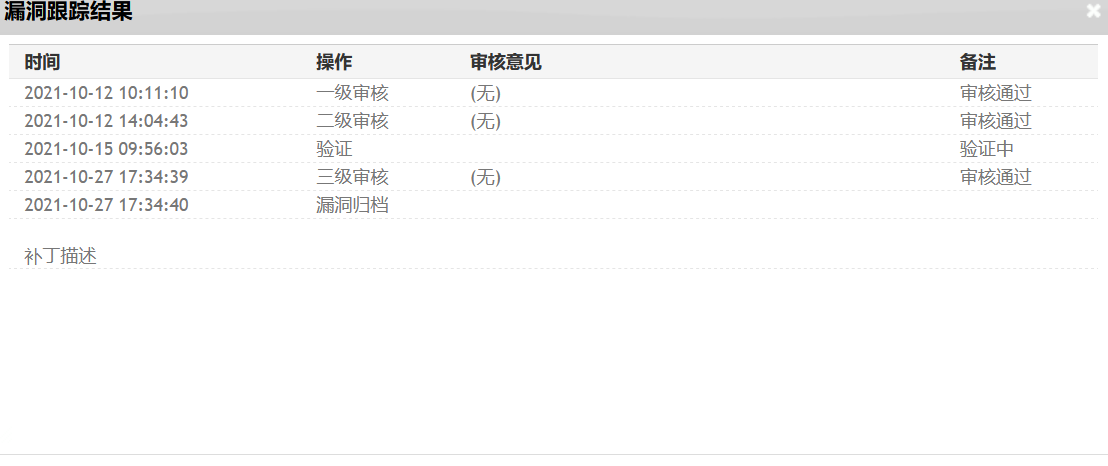 漏洞跟踪结果
时间 操作 审核意见 备注
2021-10-12 10:11:10 一级审核 (无) 审核通过
2021-10-12 14:04:43 二级审核 (无) 审核通过
2021-10-15 09:56:03 验证 验证中
2021-10-27 17:34:39 三级审核 (无) 审核通过
2021-10-27 17:34:40 漏洞归档
补丁描述